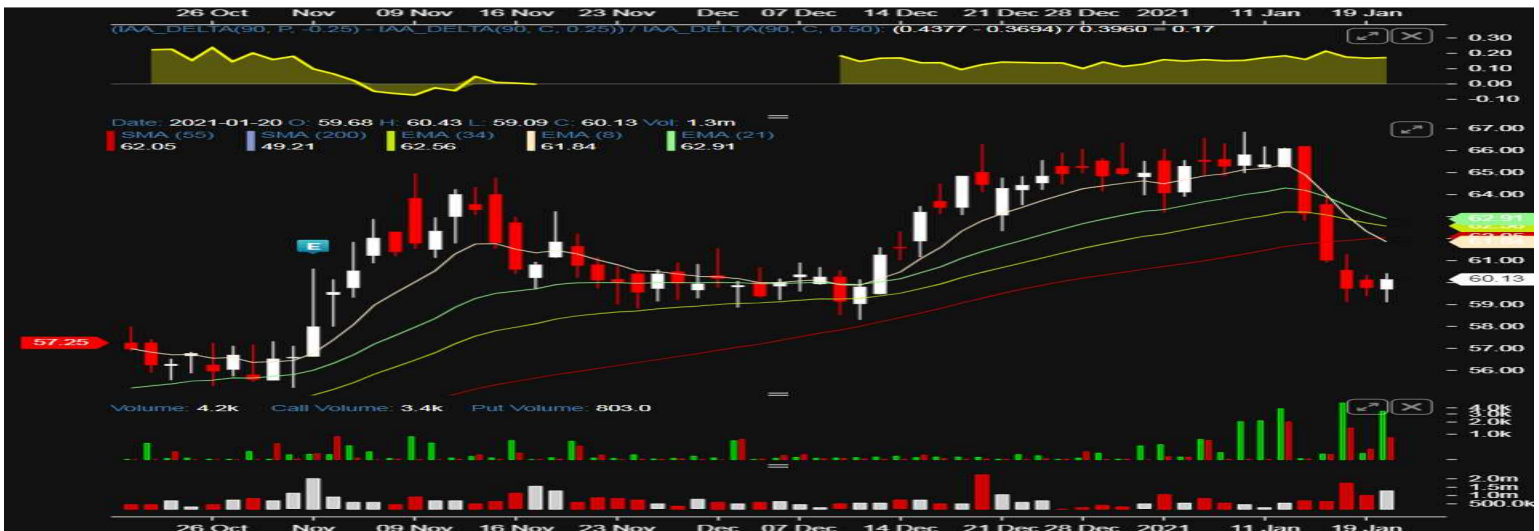 26 Oct Nov 09 Nov 16 Nov 23 Nov Dec 07 Dec 14 Dec 21 Dec 28 Dec 2021 11 Jan 19 Jan
(IAA_DELTA(90, P, -0.25) - IAA_DELTA(90, C, 0.25)) / IAA_DELTA(90, C, 0.50): (0.4377 - 0.3694) / 0.3960 = 0.17
0.30
0.20
0.10
0.00
-0.10
Date: 2021-01-20 O: 59.68 H: 60.43 L: 59.09 C: 60.13 Vol: 1.3m
SMA (55) SMA (200) EMA (34) EMA (8) EMA (21)
62.05 49.21 62.56 61.84 62.91
67.00
66.00
65.00
64.00
62.91
61.00
60.13
59.00
58.00
57.00
56.00
E
57.25
Volume: 4.2k Call Volume: 3.4k Put Volume: 803.0
4.0k
3.0k
2.0k
1.0k
2.0m
1.5m
1.0m
500.0k
26 Oct Nov 09 Nov 16 Nov 23 Nov Dec 07 Dec 14 Dec 21 Dec 28 Dec 2021 11 Jan 19 Jan